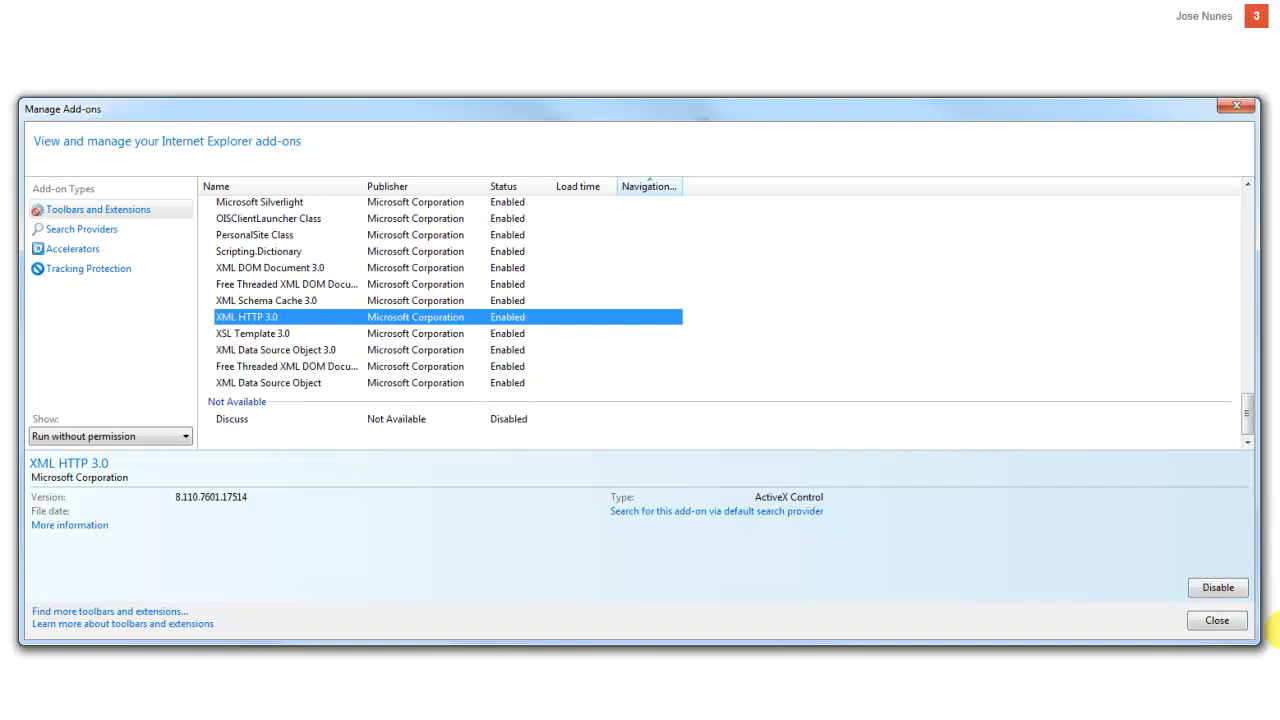 Jose Nunes 3
Manage Add-ons
View and manage your Internet Explorer add-ons
Add-on Types
Toolbars and Extensions
Search Providers
Accelerators
Tracking Protection
Show:
Run without permission
Name Publisher Status Load time Navigation...
Microsoft Silverlight Microsoft Corporation Enabled
OISClientLauncher Class Microsoft Corporation Enabled
PersonalSite Class Microsoft Corporation Enabled
Scripting.Dictionary Microsoft Corporation Enabled
XML DOM Document 3.0 Microsoft Corporation Enabled
Free Threaded XML DOM Docu... Microsoft Corporation Enabled
XML Schema Cache 3.0 Microsoft Corporation Enabled
XML HTTP 3.0 Microsoft Corporation Enabled
XSL Template 3.0 Microsoft Corporation Enabled
XML Data Source Object 3.0 Microsoft Corporation Enabled
Free Threaded XML DOM Docu... Microsoft Corporation Enabled
XML Data Source Object Microsoft Corporation Enabled
Not Available
Discuss Not Available Disabled
XML HTTP 3.0
Microsoft Corporation
Version: 8.110.7601.17514 Type: ActiveX Control
File date: Search for this add-on via default search provider
More information
Disable
Find more toolbars and extensions...
Learn more about toolbars and extensions
Close